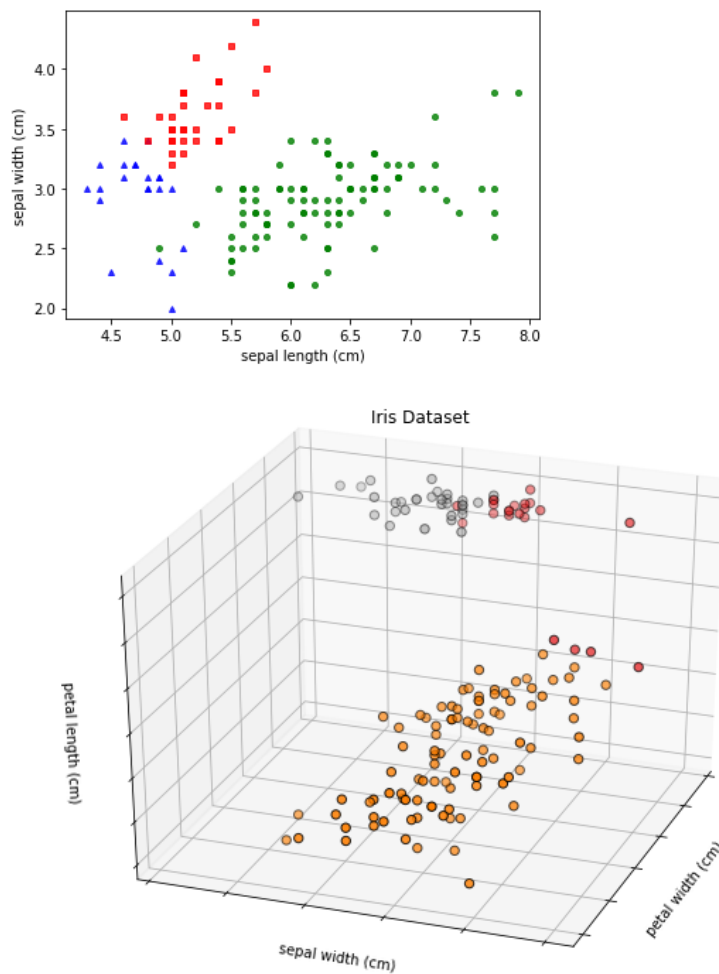 4.0
3.5
3.0
2.5
2.0
sepal width (cm)
4.5 5.0 5.5 6.0 6.5 7.0 7.5 8.0
sepal length (cm)
Iris Dataset
petal length (cm)
sepal width (cm)
petal width (cm)